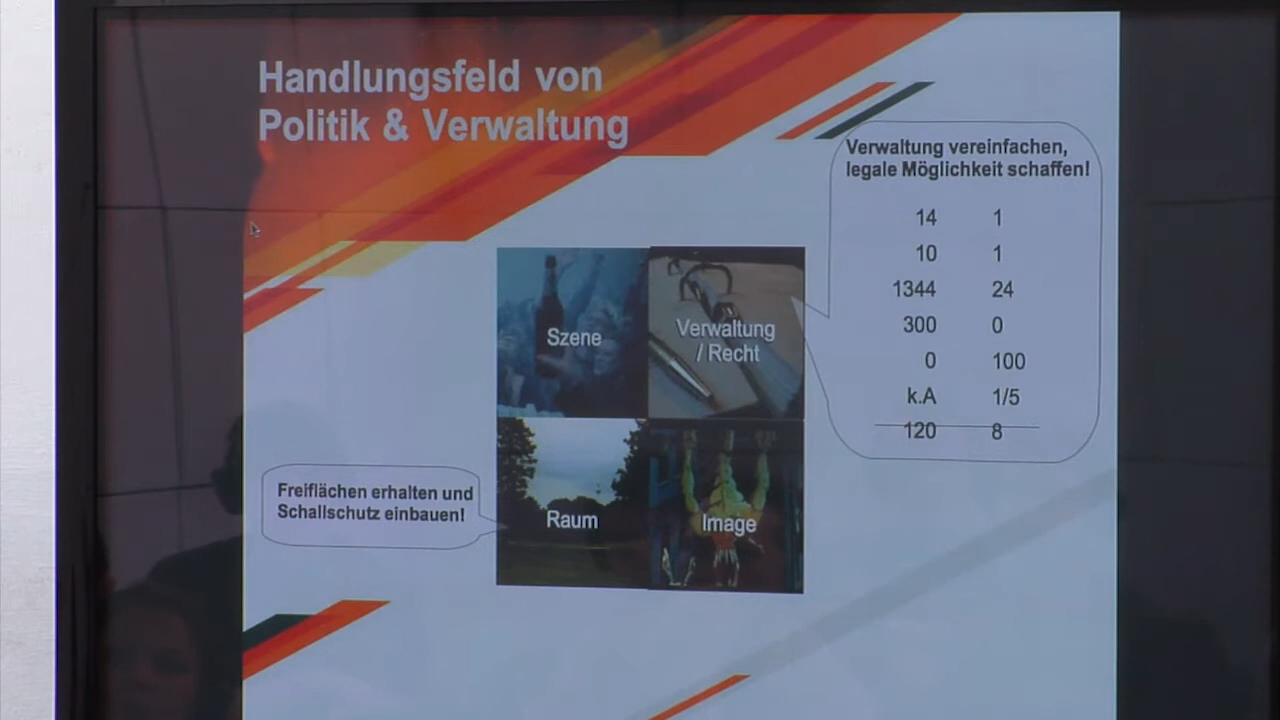 Handlungsfeld von
Politik & Verwaltung
Verwaltung vereinfachen,
legale Möglichkeit schaffen!
14 1
10 1
1344 24
300 0
0 100
k.A 1/5
120 8
Szene
Verwaltung
/ Recht
Freiflächen erhalten und
Schallschutz einbauen!
Raum
Image